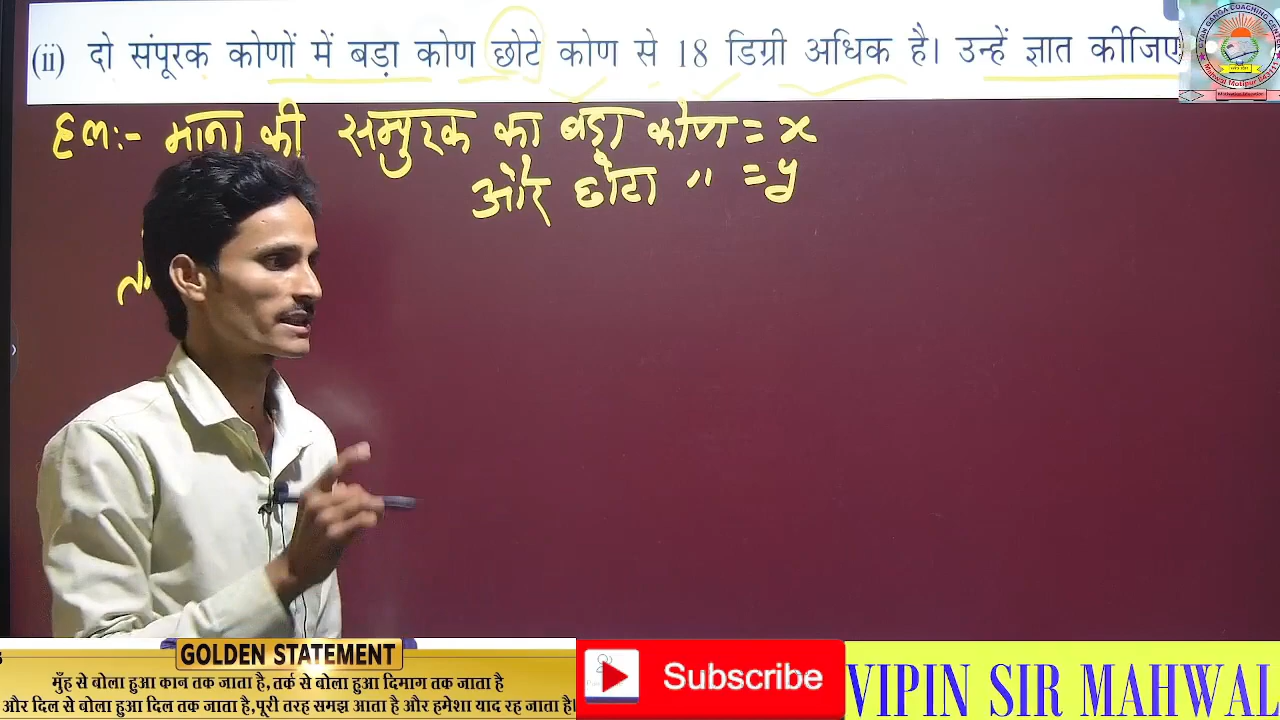 (ii) दो संपूरक कोणों में बड़ा कोण छोटे कोण से 18 डिग्री अधिक है। उन्हें ज्ञात कीजिए
हल:- माना की सम्पुरक का बड़ा कोण = x
और छोटा " = y
GOLDEN STATEMENT
मुँह से बोला हुआ कान तक जाता है, तर्क से बोला हुआ दिमाग तक जाता है
और दिल से बोला हुआ दिल तक जाता है, पूरी तरह समझ आता है और हमेशा याद रह जाता है।
Subscribe
VIPIN SIR MAHWAL